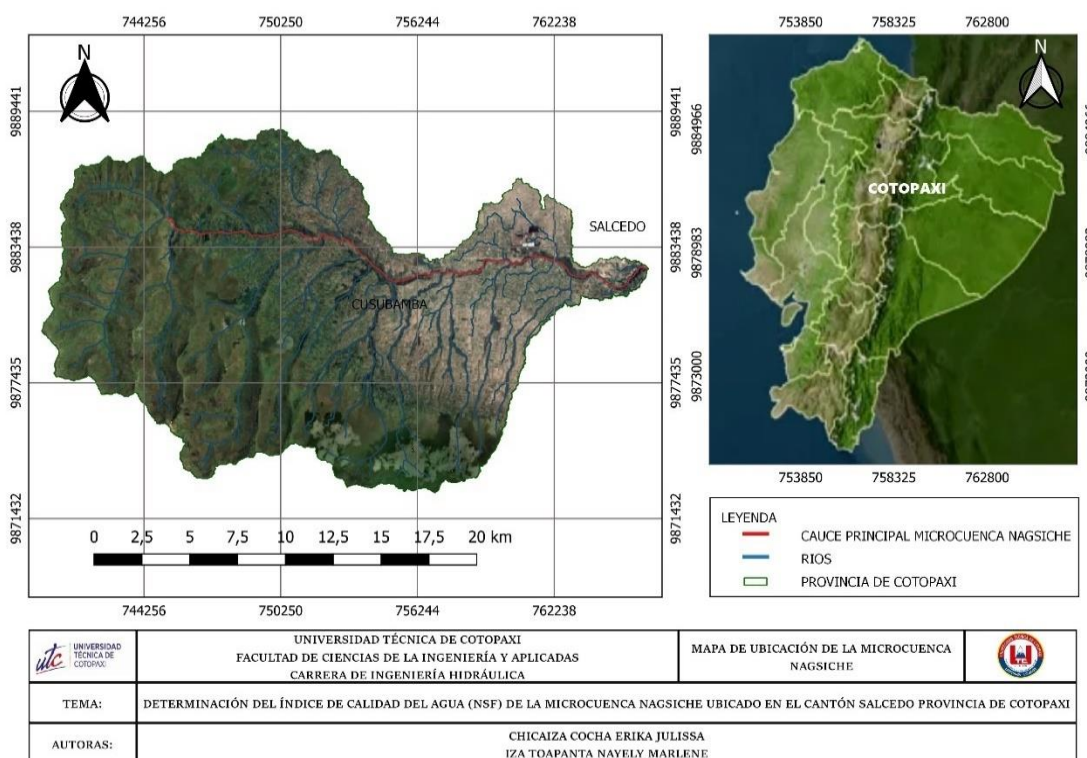 744256 750250 756244 762238
753850 758325 762800
N
N
9889441
9889441
9884966
9883438
9883438
9878983
9877435
9877435
9873000
9871432
9871432
SALCEDO
CUSUBAMBA
COTOPAXI
0 2,5 5 7,5 10 12,5 15 17,5 20 km
744256 750250 756244 762238
753850 758325 762800
LEYENDA
CAUCE PRINCIPAL MICROCUENCA NAGSICHE
RIOS
PROVINCIA DE COTOPAXI
utc UNIVERSIDAD
TÉCNICA DE
COTOPAXI
UNIVERSIDAD TÉCNICA DE COTOPAXI
FACULTAD DE CIENCIAS DE LA INGENIERÍA Y APLICADAS
CARRERA DE INGENIERÍA HIDRÁULICA
MAPA DE UBICACIÓN DE LA MICROCUENCA
NAGSICHE
TEMA: DETERMINACIÓN DEL ÍNDICE DE CALIDAD DEL AGUA (NSF) DE LA MICROCUENCA NAGSICHE UBICADO EN EL CANTÓN SALCEDO PROVINCIA DE COTOPAXI
AUTORAS: CHICAIZA COCHA ERIKA JULISSA
IZA TOAPANTA NAYELY MARLENE